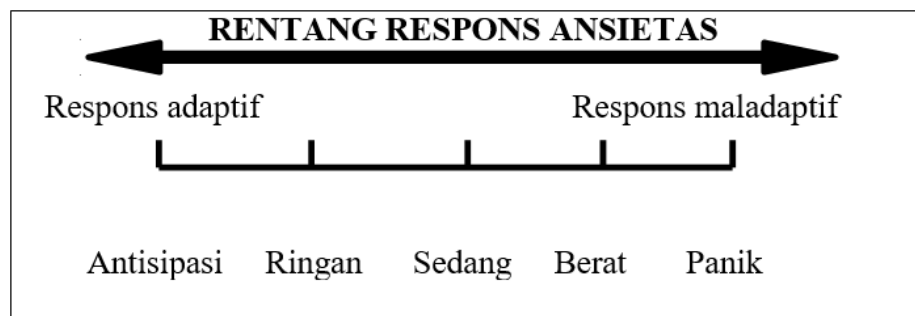 RENTANG RESPONS ANSIETAS
Respons adaptif Respons maladaptif
Antisipasi Ringan Sedang Berat Panik